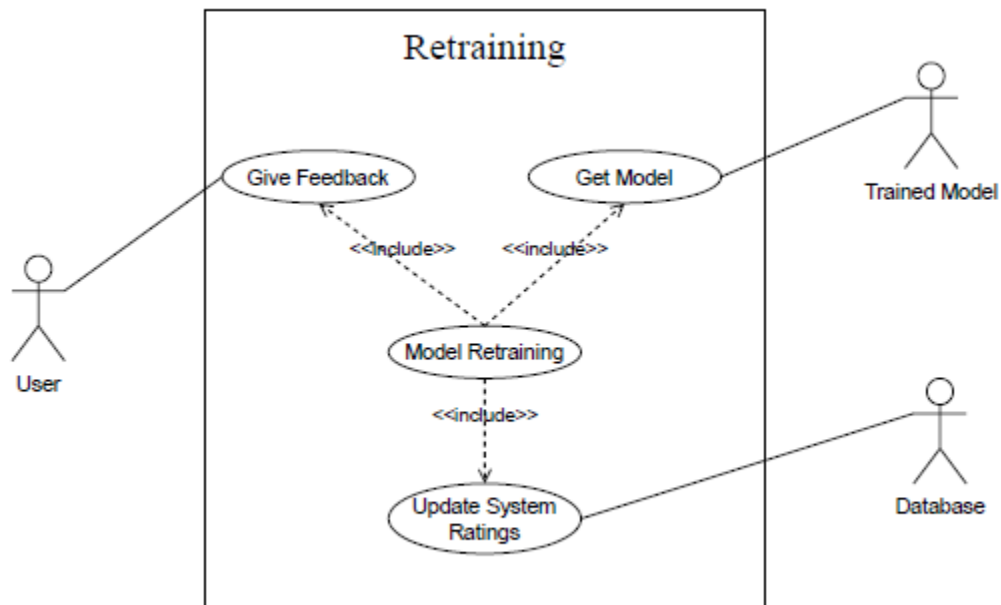 Retraining
Give Feedback
Get Model
Trained Model
<<Include>>
<<include>>
Model Retraining
User
<<include>>
Update System
Ratings
Database